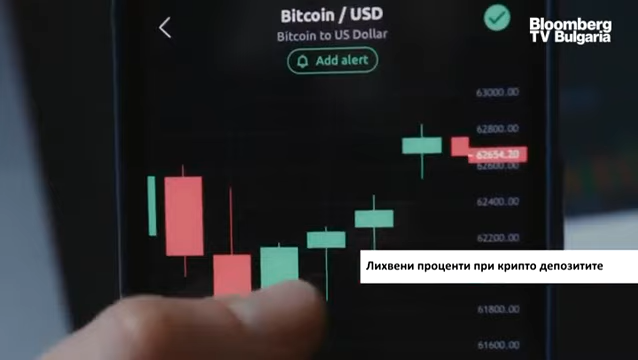 Bitcoin / USD
Bitcoin to US Dollar
Add alert
Bloomberg
TV Bulgaria
63000.00
62800.00
62654.20
62600.00
62400.00
62200.00
Лихвени проценти при крипто депозитите
61800.00
61600.00